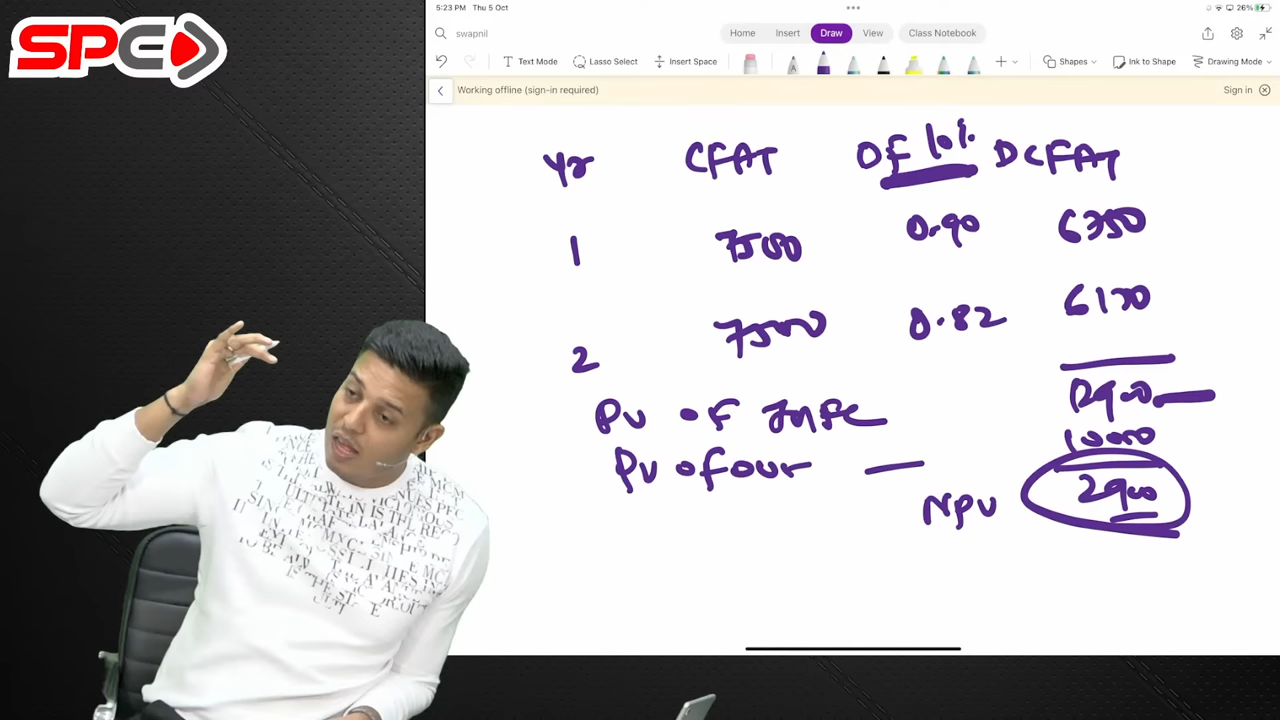 SPE
5:23 PM Thu 5 Oct
26%
swapnil
Home Insert Draw View Class Notebook
Text Mode Lasso Select Insert Space Shapes Ink to Shape Drawing Mode
Working offline (sign-in required) Sign in
Yr CFAT Df 10% DCFAT
1 7500 0.90 6750
2 7500 0.82 6150
12900
PV of Infl
10000
PV of out
NPV 2900